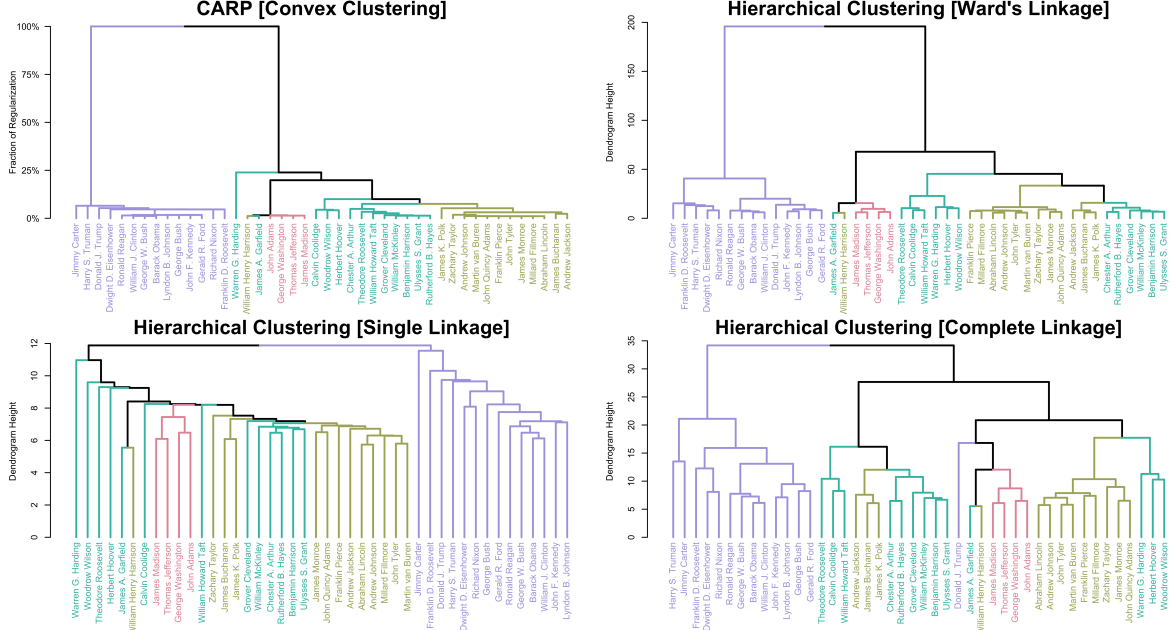 CARP [Convex Clustering]
Fraction of Regularization
100%
75%
50%
25%
0%
Jimmy Carter
Harry S. Truman
Donald J. Trump
Dwight D. Eisenhower
Ronald Reagan
William J. Clinton
George W. Bush
Barack Obama
Lyndon B. Johnson
George Bush
John F. Kennedy
Gerald R. Ford
Richard Nixon
Franklin D. Roosevelt
Warren G. Harding
William Henry Harrison
James A. Garfield
John Adams
George Washington
Thomas Jefferson
James Madison
Calvin Coolidge
Woodrow Wilson
Herbert Hoover
Chester A. Arthur
Theodore Roosevelt
William Howard Taft
Grover Cleveland
William McKinley
Benjamin Harrison
Ulysses S. Grant
Rutherford B. Hayes
James K. Polk
Zachary Taylor
Andrew Johnson
Martin van Buren
John Quincy Adams
Franklin Pierce
John Tyler
James Monroe
Millard Fillmore
Abraham Lincoln
James Buchanan
Andrew Jackson
Hierarchical Clustering [Ward's Linkage]
Dendrogram Height
200
150
100
50
0
Jimmy Carter
Franklin D. Roosevelt
Harry S. Truman
Dwight D. Eisenhower
Richard Nixon
Ronald Reagan
George W. Bush
Barack Obama
William J. Clinton
Donald J. Trump
John F. Kennedy
Lyndon B. Johnson
George Bush
Gerald R. Ford
James A. Garfield
William Henry Harrison
James Madison
Thomas Jefferson
George Washington
John Adams
Theodore Roosevelt
Calvin Coolidge
William Howard Taft
Warren G. Harding
Herbert Hoover
Woodrow Wilson
Franklin Pierce
Millard Fillmore
Abraham Lincoln
Andrew Johnson
John Tyler
Martin van Buren
Zachary Taylor
James Monroe
John Quincy Adams
Andrew Jackson
James Buchanan
James K. Polk
Chester A. Arthur
Rutherford B. Hayes
Grover Cleveland
William McKinley
Benjamin Harrison
Ulysses S. Grant
Hierarchical Clustering [Single Linkage]
Dendrogram Height
12
10
8
6
4
2
0
Warren G. Harding
Woodrow Wilson
Theodore Roosevelt
Herbert Hoover
James A. Garfield
William Henry Harrison
Calvin Coolidge
James Madison
Thomas Jefferson
George Washington
John Adams
William Howard Taft
Zachary Taylor
James Buchanan
James K. Polk
Grover Cleveland
William McKinley
Chester A. Arthur
Rutherford B. Hayes
Benjamin Harrison
Ulysses S. Grant
James Monroe
John Quincy Adams
Franklin Pierce
Andrew Jackson
Abraham Lincoln
Andrew Johnson
Millard Fillmore
John Tyler
Martin van Buren
Jimmy Carter
Franklin D. Roosevelt
Donald J. Trump
Harry S. Truman
Dwight D. Eisenhower
Richard Nixon
George Bush
Gerald R. Ford
Ronald Reagan
George W. Bush
Barack Obama
William J. Clinton
John F. Kennedy
Lyndon B. Johnson
Hierarchical Clustering [Complete Linkage]
Dendrogram Height
35
30
25
20
15
10
5
0
Harry S. Truman
Jimmy Carter
Franklin D. Roosevelt
Dwight D. Eisenhower
Richard Nixon
Ronald Reagan
George W. Bush
Barack Obama
William J. Clinton
John F. Kennedy
Lyndon B. Johnson
George Bush
Gerald R. Ford
Theodore Roosevelt
Calvin Coolidge
William Howard Taft
Andrew Jackson
James Buchanan
James K. Polk
Chester A. Arthur
Rutherford B. Hayes
Grover Cleveland
William McKinley
Benjamin Harrison
Ulysses S. Grant
Donald J. Trump
James A. Garfield
William Henry Harrison
James Madison
Thomas Jefferson
George Washington
John Adams
Abraham Lincoln
Andrew Johnson
John Tyler
Martin van Buren
Franklin Pierce
Millard Fillmore
Zachary Taylor
James Monroe
John Quincy Adams
Warren G. Harding
Herbert Hoover
Woodrow Wilson